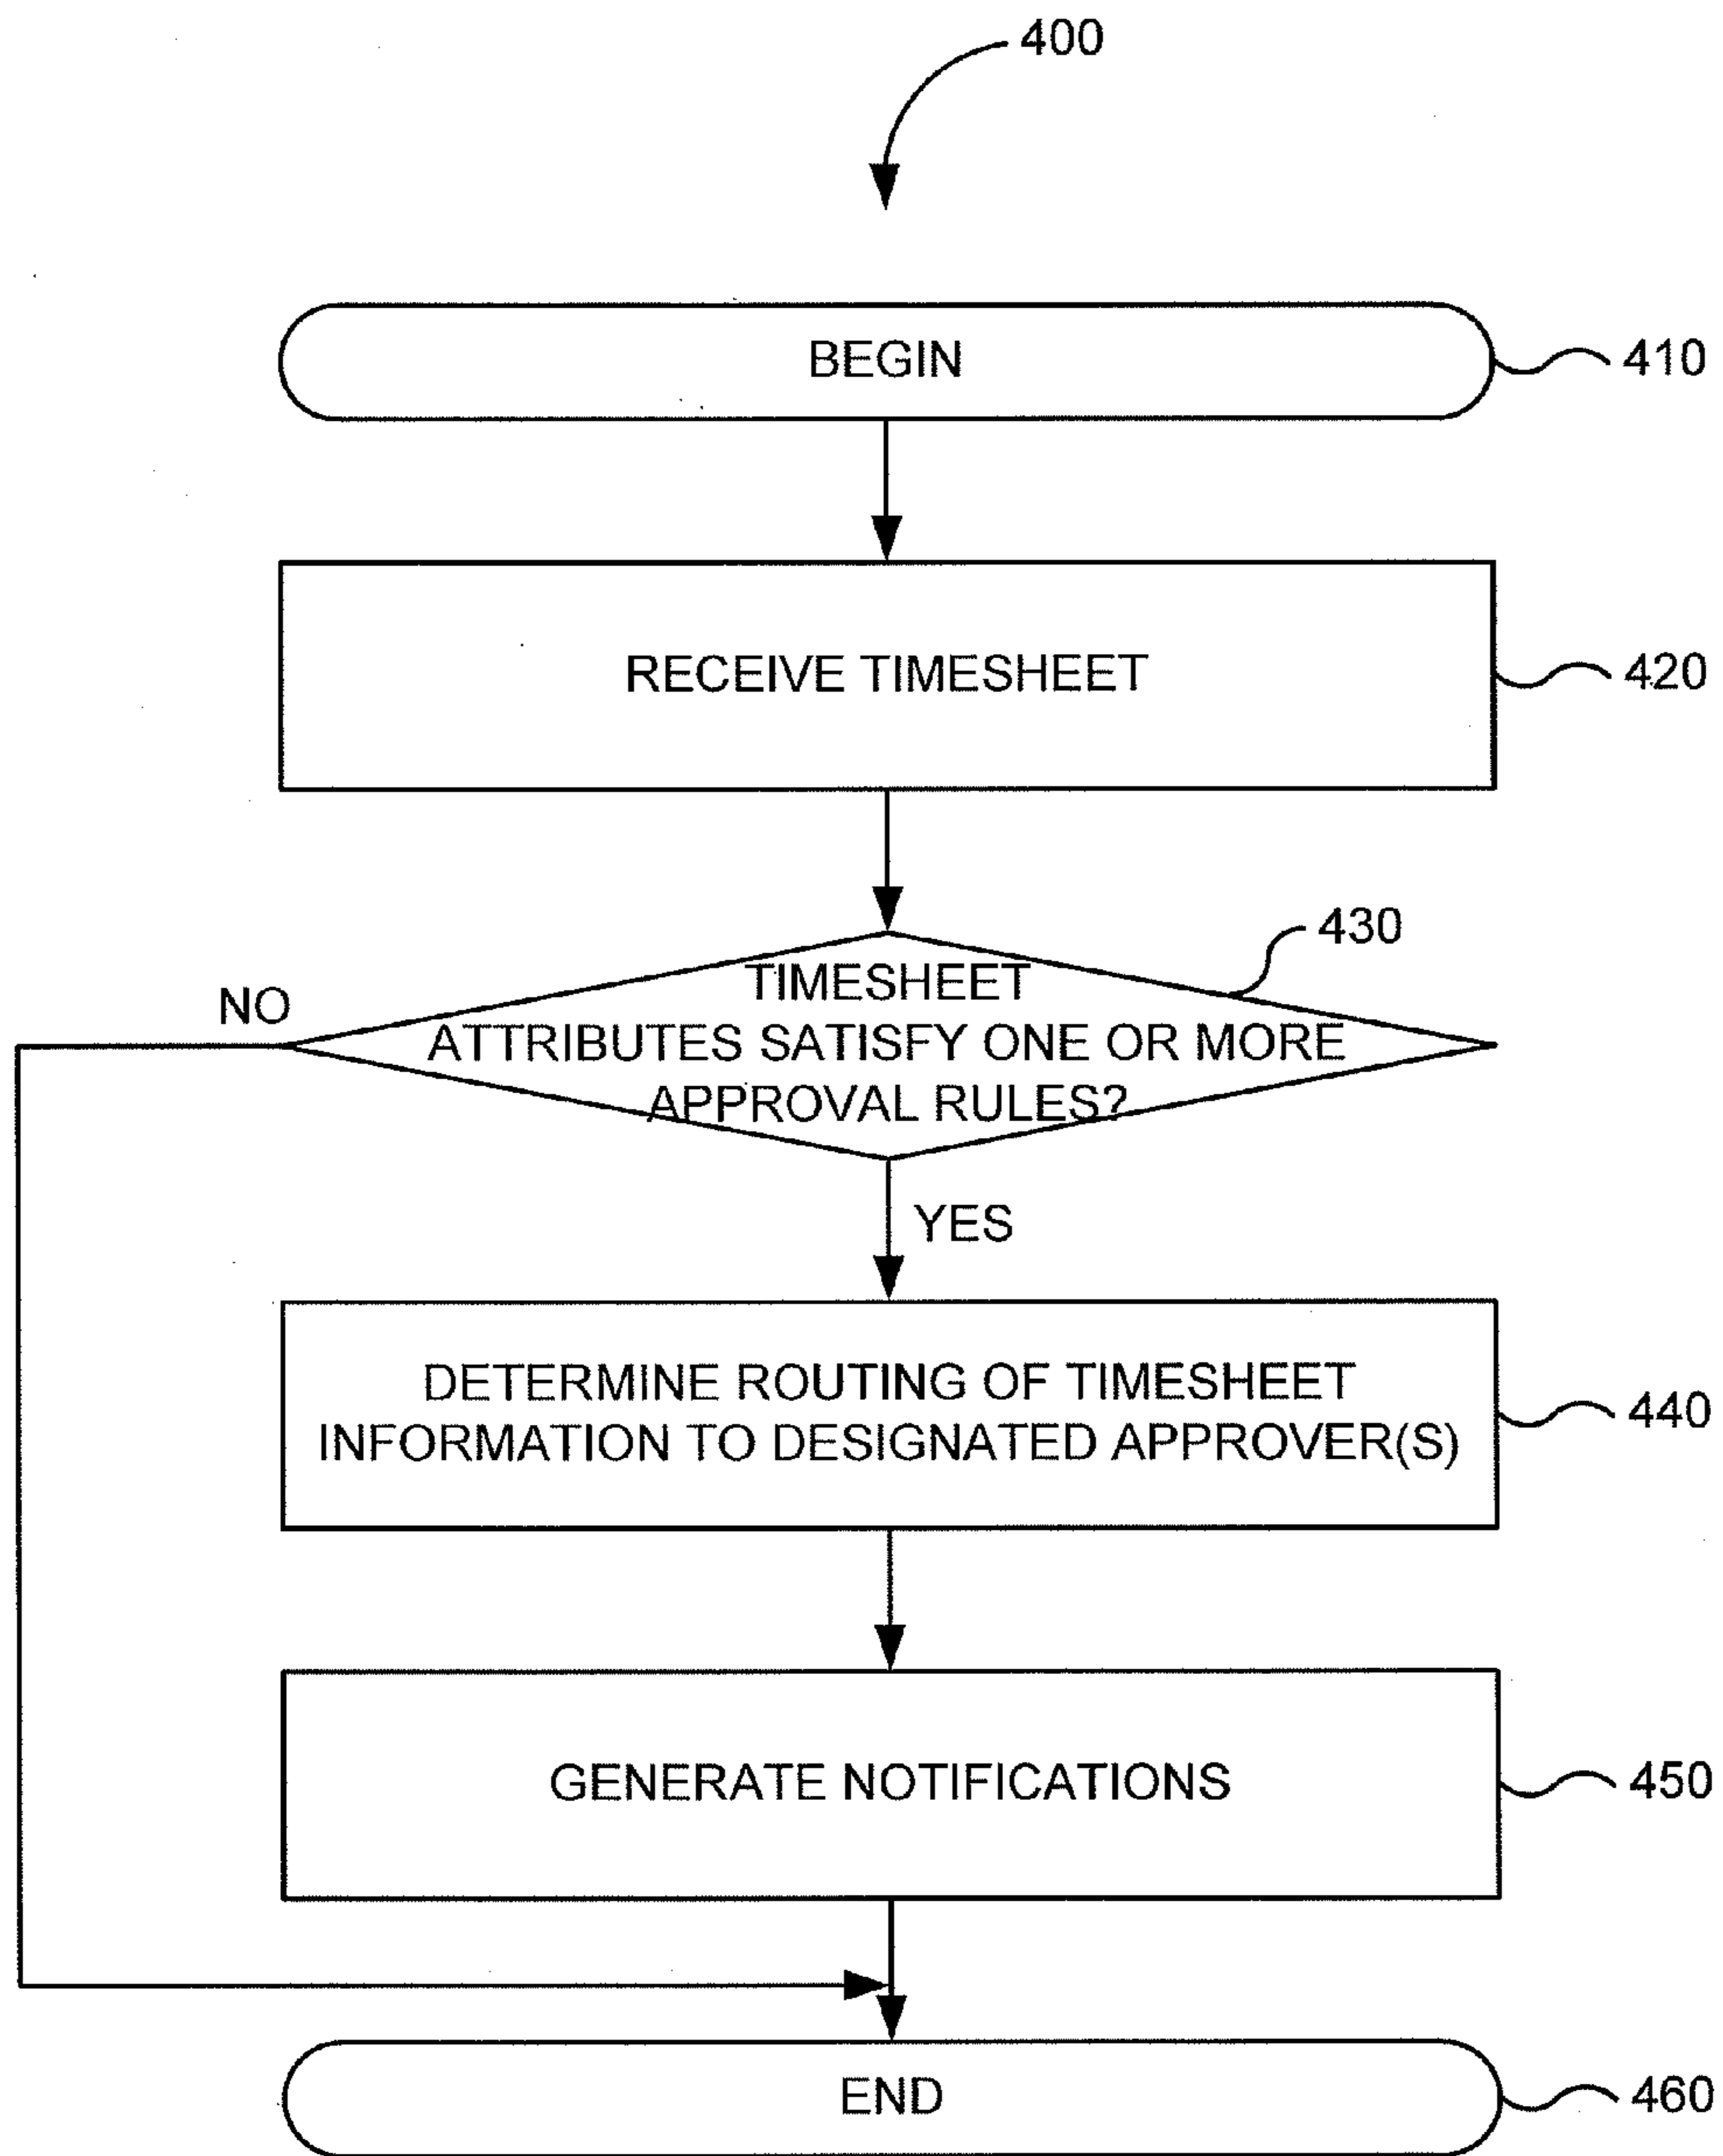 400
BEGIN
410
RECEIVE TIMESHEET
420
430
NO
TIMESHEET
ATTRIBUTES SATISFY ONE OR MORE
APPROVAL RULES?
YES
DETERMINE ROUTING OF TIMESHEET
INFORMATION TO DESIGNATED APPROVER(S)
440
GENERATE NOTIFICATIONS
450
END
460